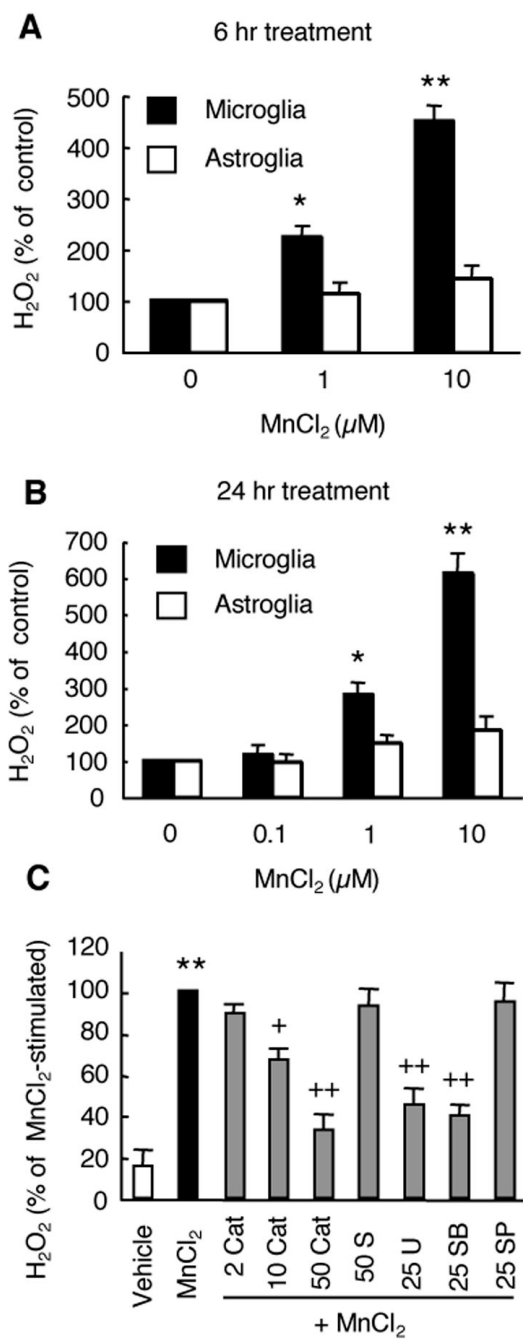 A
6 hr treatment
H₂O₂ (% of control)
500
400
300
200
100
0
Microglia
Astroglia
*
**
0 1 10
MnCl₂ (µM)
B
24 hr treatment
H₂O₂ (% of control)
700
600
500
400
300
200
100
0
Microglia
Astroglia
*
**
0 0.1 1 10
MnCl₂ (µM)
C
H₂O₂ (% of MnCl₂-stimulated)
120
100
80
60
40
20
0
**
+
++
++
++
Vehicle
MnCl₂
2 Cat
10 Cat
50 Cat
50 S
25 U
25 SB
25 SP
+ MnCl₂